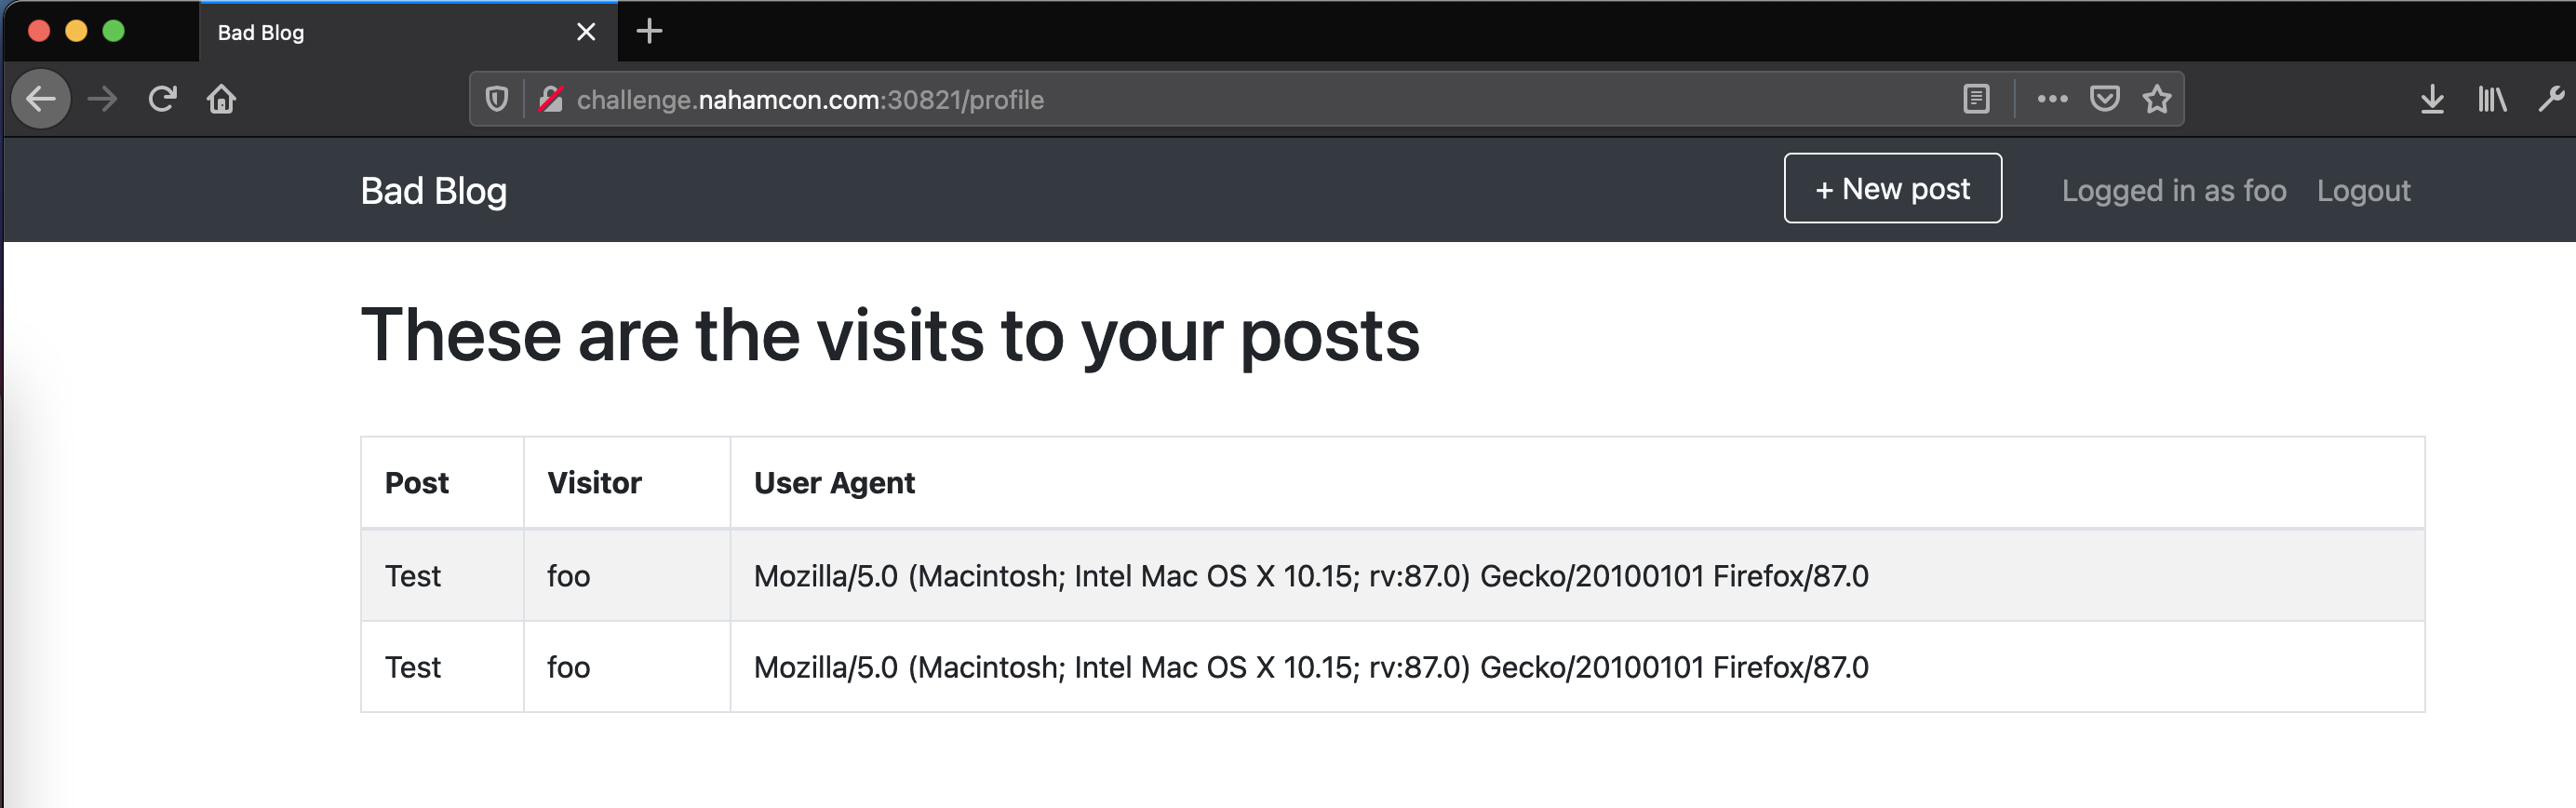 Bad Blog
challenge.nahamcon.com:30821/profile
Bad Blog + New post Logged in as foo Logout
These are the visits to your posts
Post Visitor User Agent
Test foo Mozilla/5.0 (Macintosh; Intel Mac OS X 10.15; rv:87.0) Gecko/20100101 Firefox/87.0
Test foo Mozilla/5.0 (Macintosh; Intel Mac OS X 10.15; rv:87.0) Gecko/20100101 Firefox/87.0